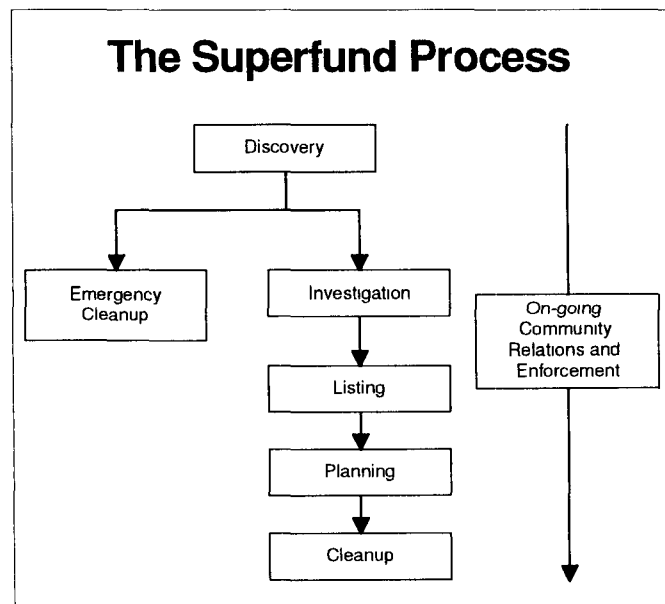 The Superfund Process
Discovery
Emergency
Cleanup
Investigation
Listing
Planning
Cleanup
On-going
Community
Relations and
Enforcement